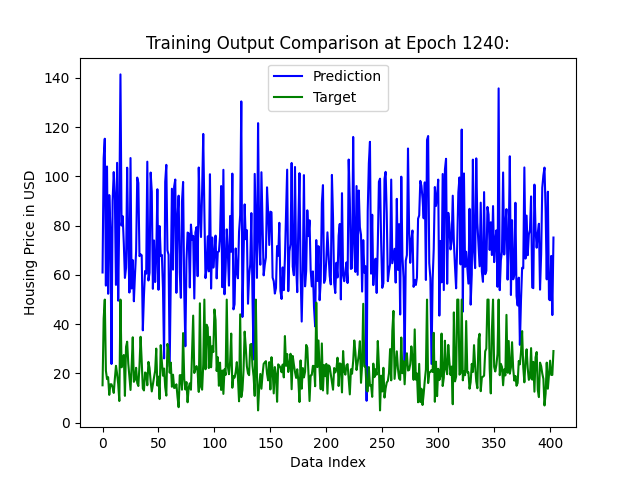 Training Output Comparison at Epoch 1240:
Prediction
Target
Housing Price in USD
140
120
100
80
60
40
20
0
0 50 100 150 200 250 300 350 400
Data Index